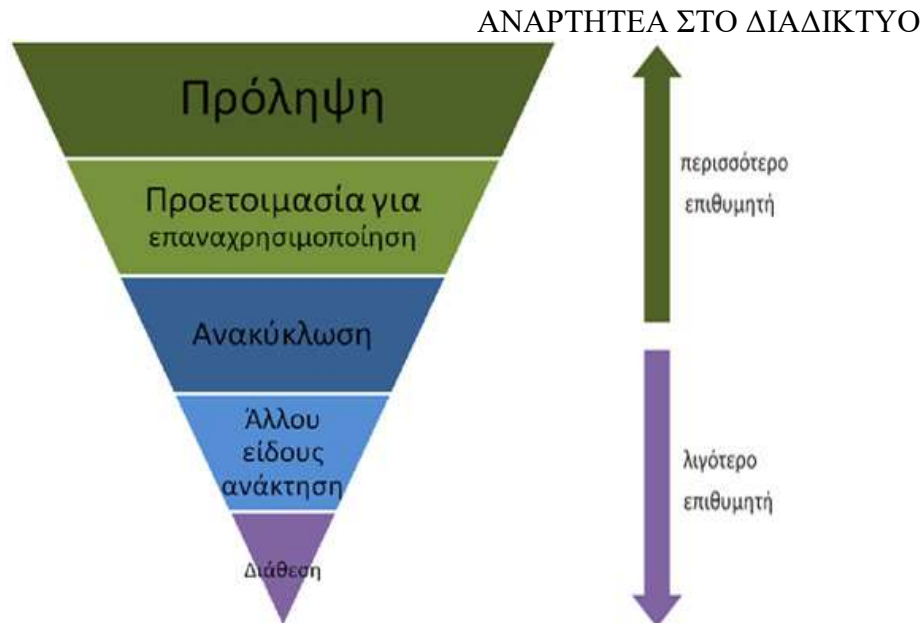 ΑΝΑΡΤΗΤΕΑ ΣΤΟ ΔΙΑΔΙΚΤΥΟ
Πρόληψη
Προετοιμασία για
επαναχρησιμοποίηση
Ανακύκλωση
Άλλου
είδους
ανάκτηση
Διάθεση
περισσότερο
επιθυμητή
λιγότερο
επιθυμητή